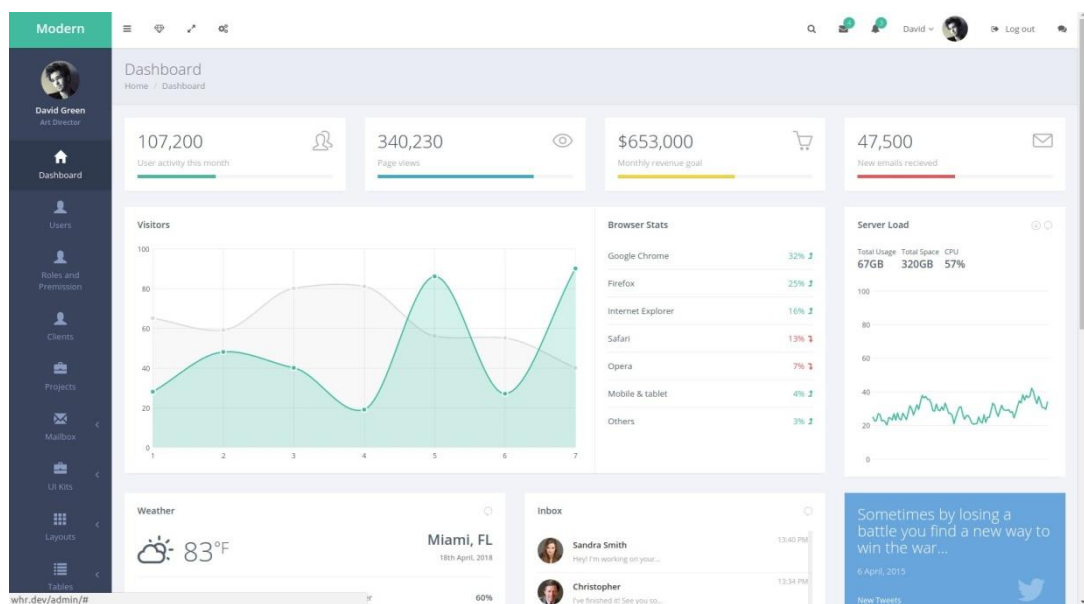 Modern
4
3
David
Log out
David Green
Art Director
Dashboard
Users
Roles and
Premission
Clients
Projects
Mailbox
UI Kits
Layouts
Tables
Dashboard
Home / Dashboard
107,200
User activity this month
340,230
Page views
$653,000
Monthly revenue goal
47,500
New emails recieved
Visitors
100
80
60
40
20
0
1 2 3 4 5 6 7
Browser Stats
Google Chrome 32%
Firefox 25%
Internet Explorer 16%
Safari 13%
Opera 7%
Mobile & tablet 4%
Others 3%
Server Load
Total Usage Total Space CPU
67GB 320GB 57%
100
80
60
40
20
0
Weather
83°F
Miami, FL
18th April, 2018
60%
Inbox
Sandra Smith 13:40 PM
Hey! I'm working on your...
Christopher 13:34 PM
I've finished it! See you so...
Sometimes by losing a
battle you find a new way to
win the war...
6 April, 2015
New Tweets
whr.dev/admin/#